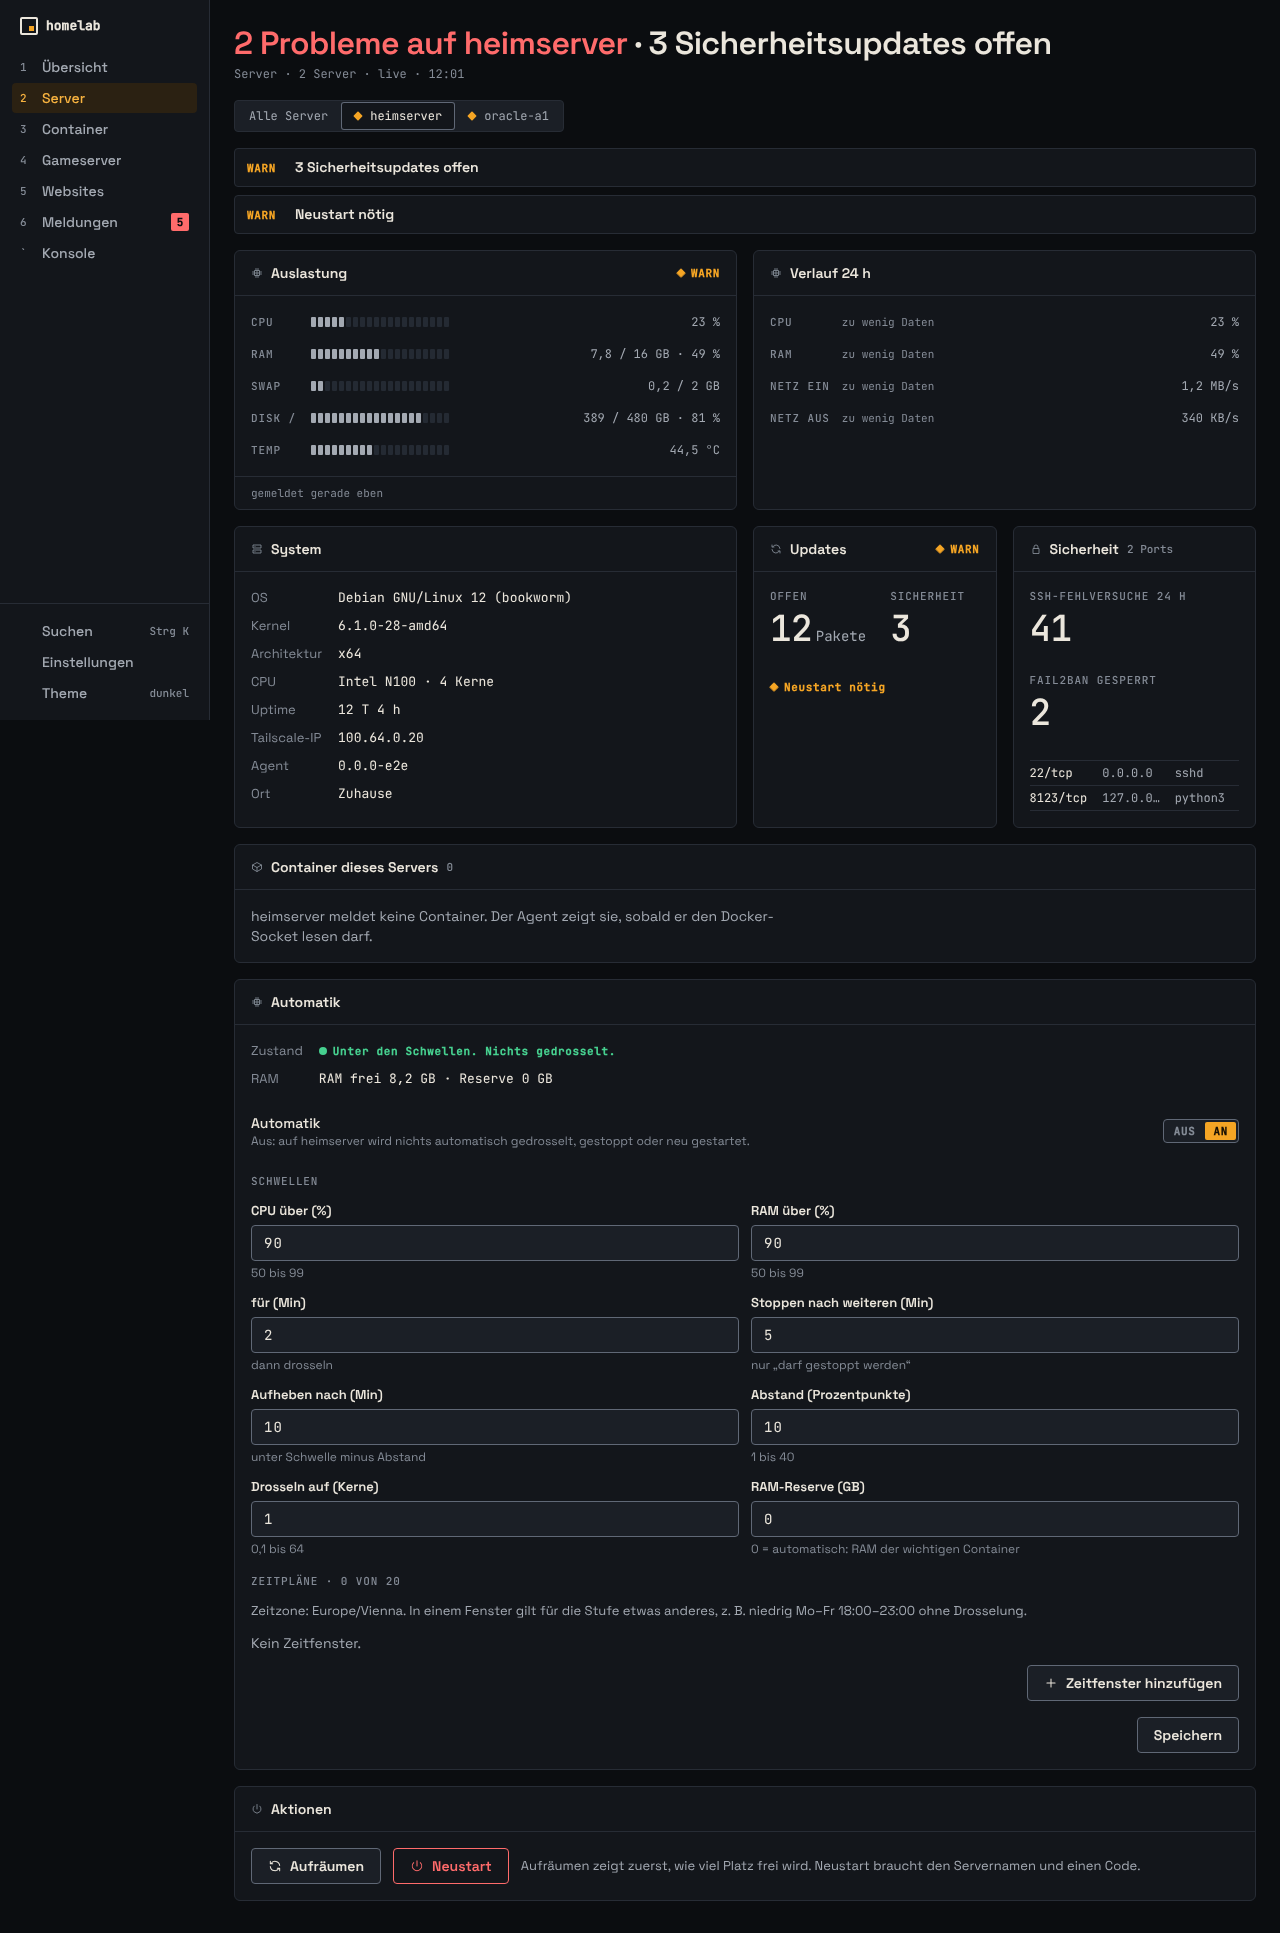 homelab
1 Übersicht
2 Server
3 Container
4 Gameserver
5 Websites
6 Meldungen 5
` Konsole
Suchen Strg K
Einstellungen
Theme dunkel
2 Probleme auf heimserver · 3 Sicherheitsupdates offen
Server · 2 Server · live · 12:01
Alle Server ◆ heimserver ◆ oracle-a1
WARN 3 Sicherheitsupdates offen
WARN Neustart nötig
Auslastung ◆ WARN
CPU 23 %
RAM 7,8 / 16 GB · 49 %
SWAP 0,2 / 2 GB
DISK / 389 / 480 GB · 81 %
TEMP 44,5 °C
gemeldet gerade eben
Verlauf 24 h
CPU zu wenig Daten 23 %
RAM zu wenig Daten 49 %
NETZ EIN zu wenig Daten 1,2 MB/s
NETZ AUS zu wenig Daten 340 KB/s
System
OS Debian GNU/Linux 12 (bookworm)
Kernel 6.1.0-28-amd64
Architektur x64
CPU Intel N100 · 4 Kerne
Uptime 12 T 4 h
Tailscale-IP 100.64.0.20
Agent 0.0.0-e2e
Ort Zuhause
Updates ◆ WARN
OFFEN SICHERHEIT
12 Pakete 3
◆ Neustart nötig
Sicherheit 2 Ports
SSH-FEHLVERSUCHE 24 H
41
FAIL2BAN GESPERRT
2
22/tcp 0.0.0.0 sshd
8123/tcp 127.0.0… python3
Container dieses Servers 0
heimserver meldet keine Container. Der Agent zeigt sie, sobald er den Docker-
Socket lesen darf.
Automatik
Zustand ● Unter den Schwellen. Nichts gedrosselt.
RAM RAM frei 8,2 GB · Reserve 0 GB
Automatik
Aus: auf heimserver wird nichts automatisch gedrosselt, gestoppt oder neu gestartet.
AUS AN
SCHWELLEN
CPU über (%) RAM über (%)
90 90
50 bis 99 50 bis 99
für (Min) Stoppen nach weiteren (Min)
2 5
dann drosseln nur „darf gestoppt werden“
Aufheben nach (Min) Abstand (Prozentpunkte)
10 10
unter Schwelle minus Abstand 1 bis 40
Drosseln auf (Kerne) RAM-Reserve (GB)
1 0
0,1 bis 64 0 = automatisch: RAM der wichtigen Container
ZEITPLÄNE · 0 VON 20
Zeitzone: Europe/Vienna. In einem Fenster gilt für die Stufe etwas anderes, z. B. niedrig Mo–Fr 18:00–23:00 ohne Drosselung.
Kein Zeitfenster.
+ Zeitfenster hinzufügen
Speichern
Aktionen
Aufräumen Neustart Aufräumen zeigt zuerst, wie viel Platz frei wird. Neustart braucht den Servernamen und einen Code.